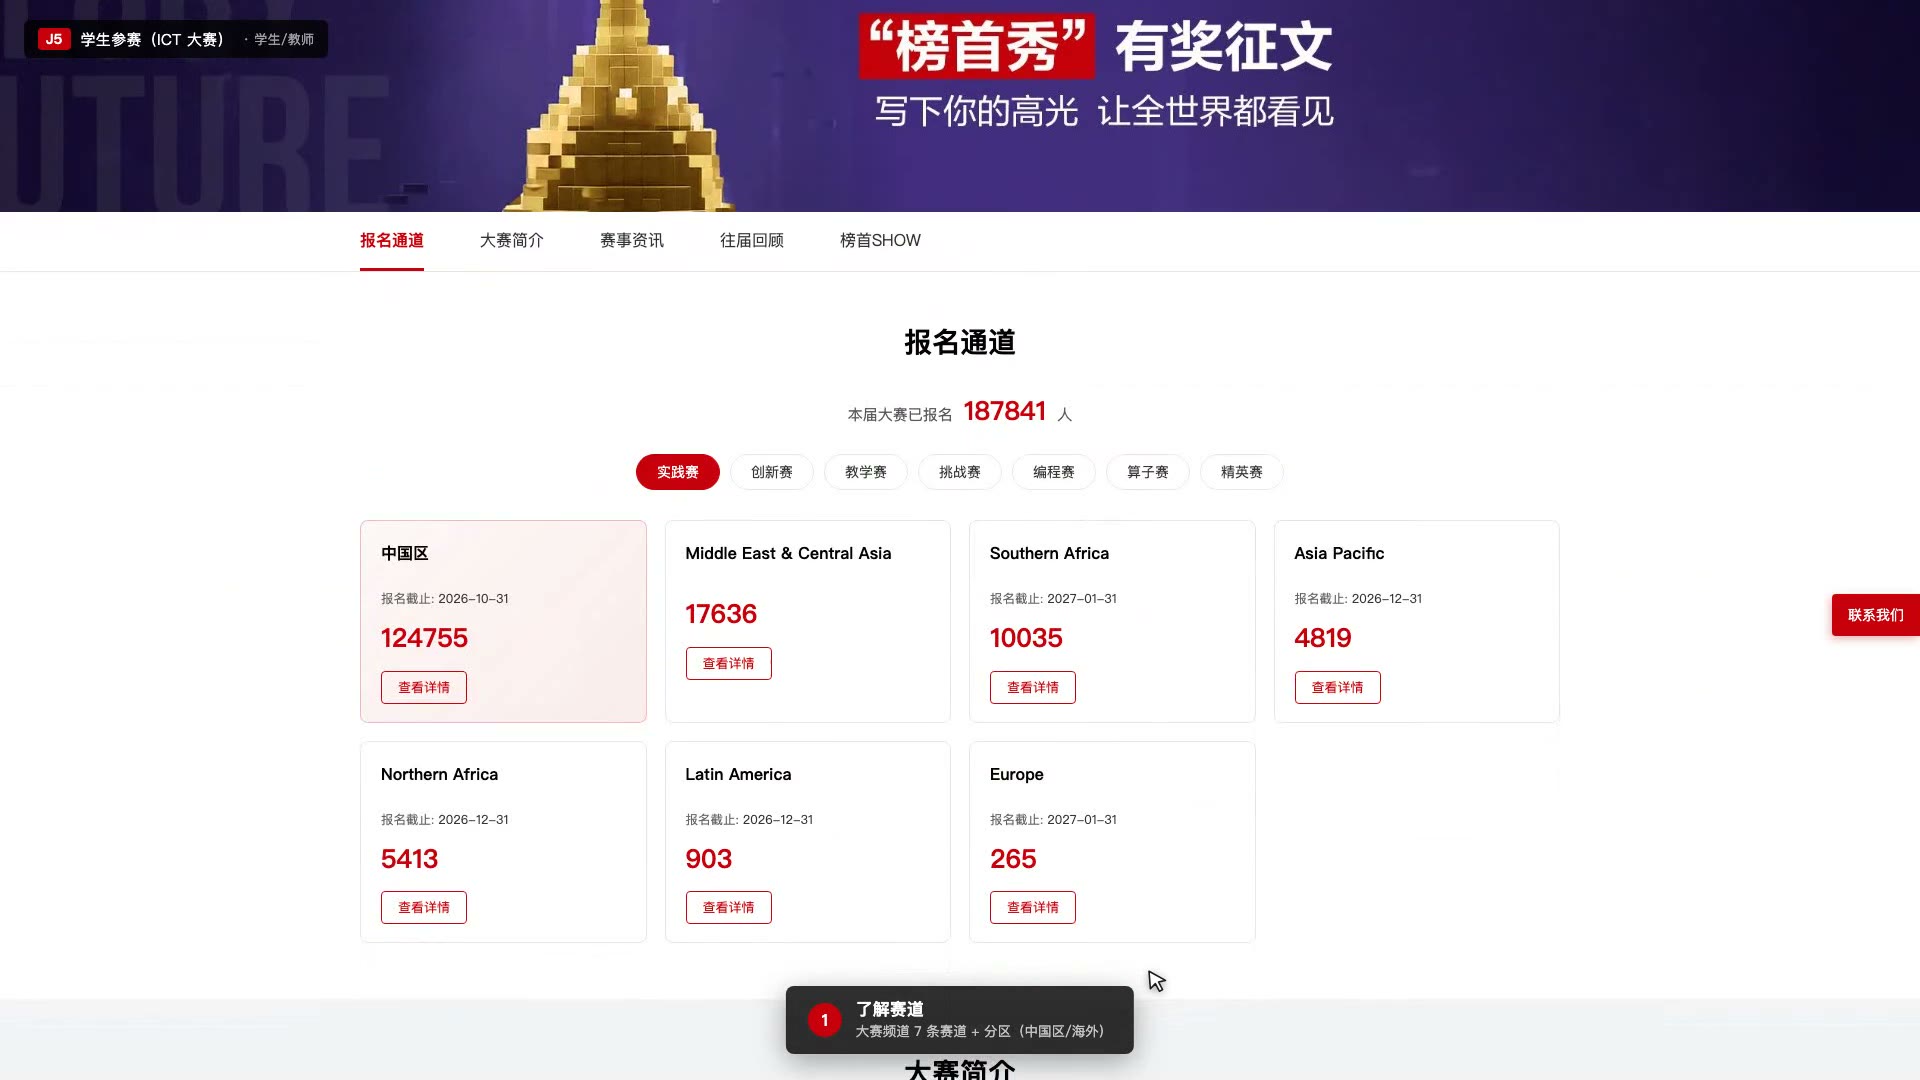 J5 学生参赛（ICT 大赛） · 学生/教师
“榜首秀” 有奖征文
写下你的高光 让全世界都看见
UTURE
报名通道 大赛简介 赛事资讯 往届回顾 榜首SHOW
报名通道
本届大赛已报名 187841 人
实践赛 创新赛 教学赛 挑战赛 编程赛 算子赛 精英赛
中国区
报名截止: 2026-10-31
124755
查看详情
Middle East & Central Asia
17636
查看详情
Southern Africa
报名截止: 2027-01-31
10035
查看详情
Asia Pacific
报名截止: 2026-12-31
4819
查看详情
联系我们
Northern Africa
报名截止: 2026-12-31
5413
查看详情
Latin America
报名截止: 2026-12-31
903
查看详情
Europe
报名截止: 2027-01-31
265
查看详情
1 了解赛道
大赛频道 7 条赛道 + 分区（中国区/海外）
大赛简介